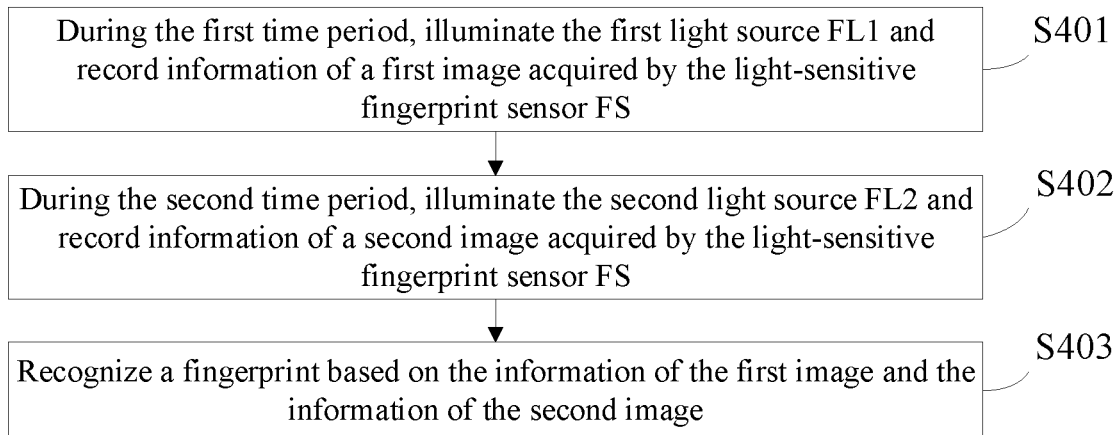 During the first time period, illuminate the first light source FL1 and
record information of a first image acquired by the light-sensitive
fingerprint sensor FS
S401
During the second time period, illuminate the second light source FL2 and
record information of a second image acquired by the light-sensitive
fingerprint sensor FS
S402
Recognize a fingerprint based on the information of the first image and the
information of the second image
S403